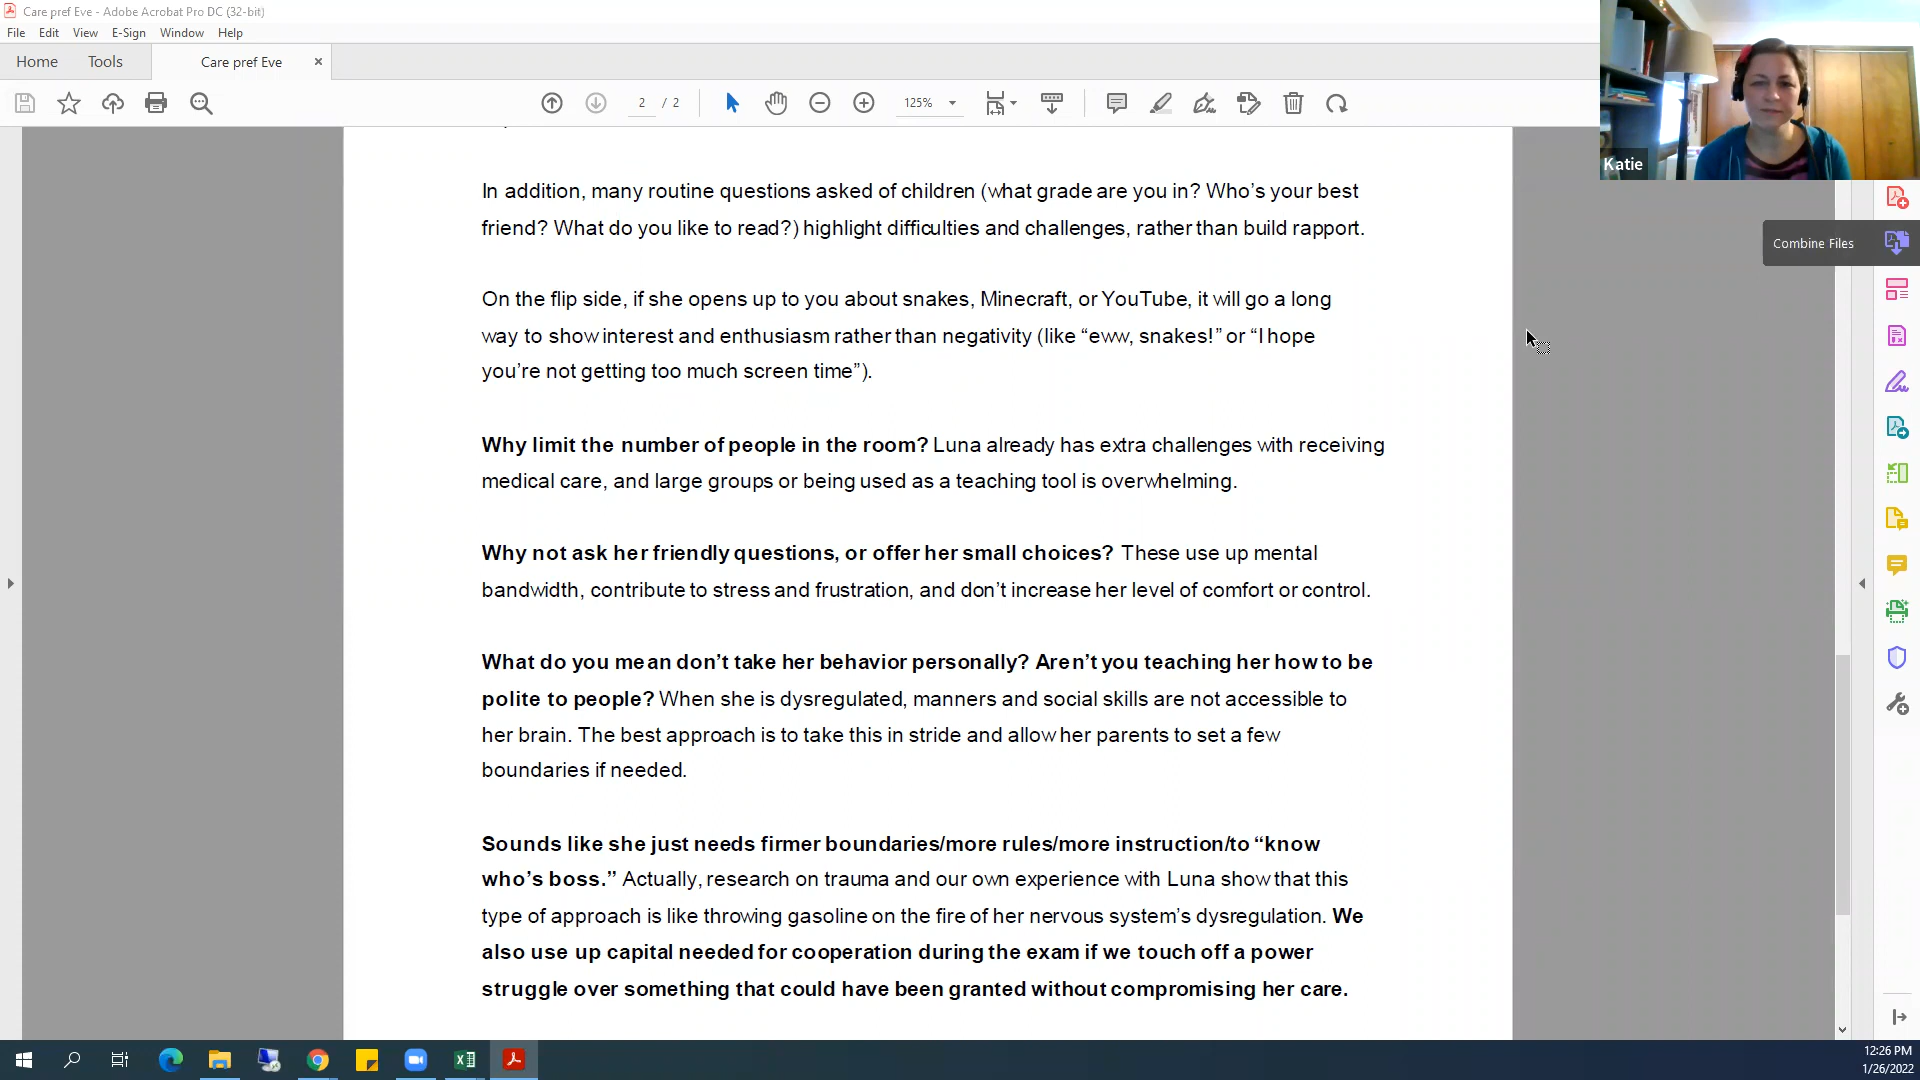 Care pref Eve - Adobe Acrobat Pro DC (32-bit)
File Edit View E-Sign Window Help
Home Tools Care pref Eve ×
2 / 2 125%
Katie
In addition, many routine questions asked of children (what grade are you in? Who’s your best
friend? What do you like to read?) highlight difficulties and challenges, rather than build rapport.
Combine Files
On the flip side, if she opens up to you about snakes, Minecraft, or YouTube, it will go a long
way to show interest and enthusiasm rather than negativity (like “eww, snakes!” or “I hope
you’re not getting too much screen time”).
Why limit the number of people in the room? Luna already has extra challenges with receiving
medical care, and large groups or being used as a teaching tool is overwhelming.
Why not ask her friendly questions, or offer her small choices? These use up mental
bandwidth, contribute to stress and frustration, and don’t increase her level of comfort or control.
What do you mean don’t take her behavior personally? Aren’t you teaching her how to be
polite to people? When she is dysregulated, manners and social skills are not accessible to
her brain. The best approach is to take this in stride and allow her parents to set a few
boundaries if needed.
Sounds like she just needs firmer boundaries/more rules/more instruction/to “know
who’s boss.” Actually, research on trauma and our own experience with Luna show that this
type of approach is like throwing gasoline on the fire of her nervous system’s dysregulation. We
also use up capital needed for cooperation during the exam if we touch off a power
struggle over something that could have been granted without compromising her care.
12:26 PM
1/26/2022